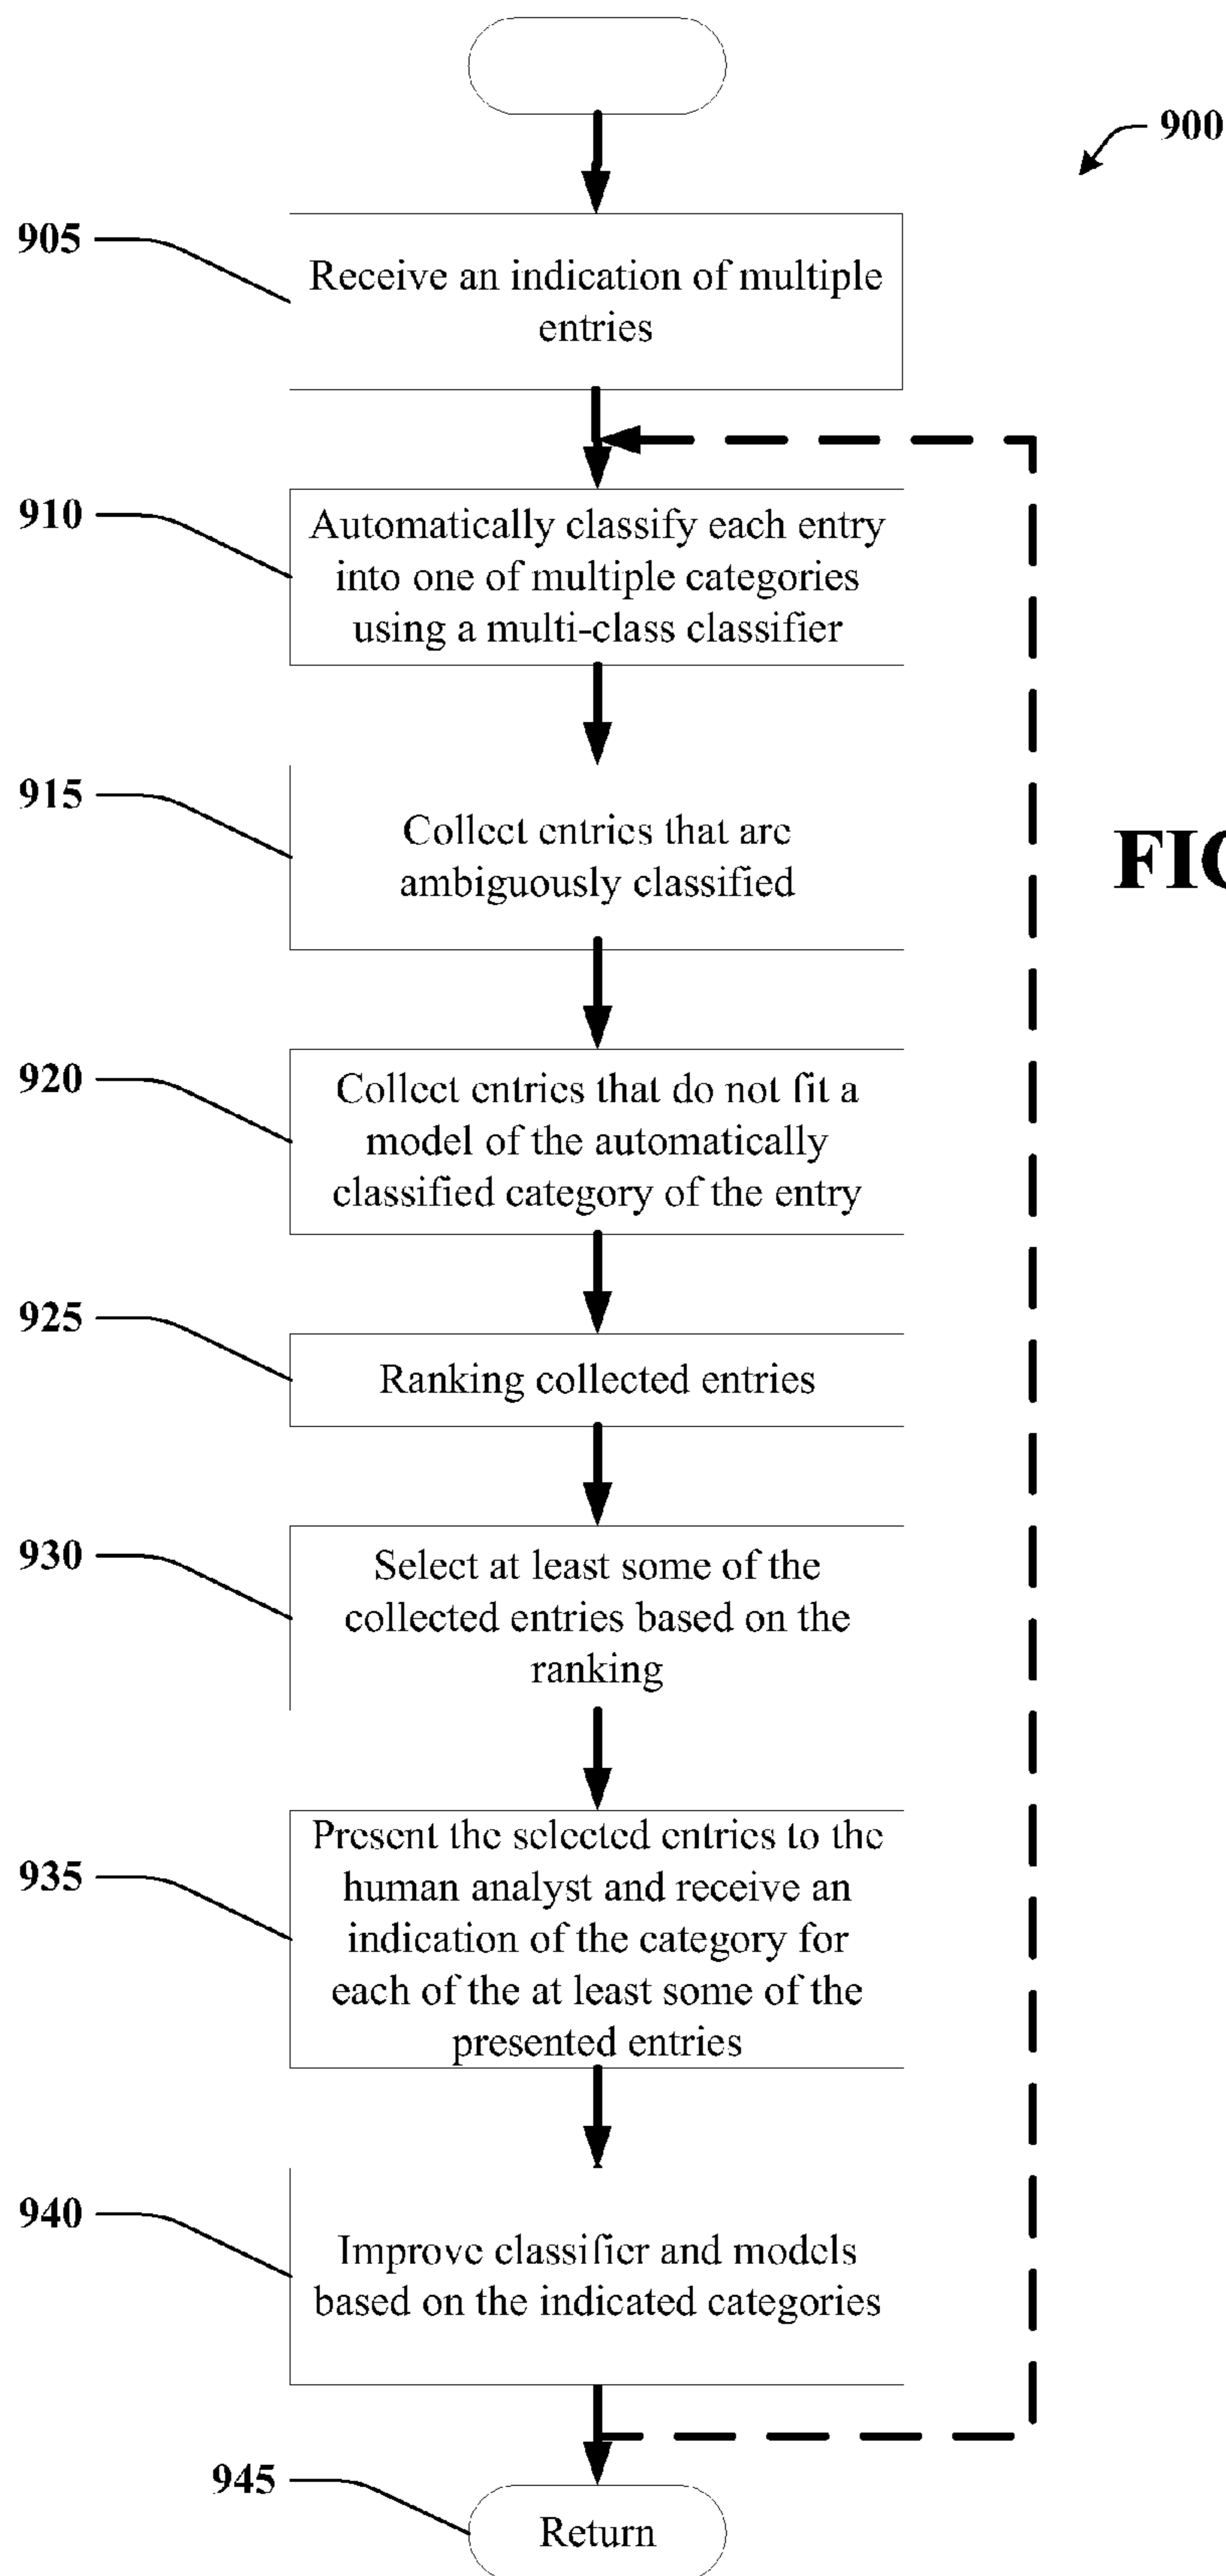 900
905
Receive an indication of multiple
entries
910
Automatically classify each entry
into one of multiple categories
using a multi-class classifier
915
Collect entries that are
ambiguously classified
FIG
920
Collect entries that do not fit a
model of the automatically
classified category of the entry
925
Ranking collected entries
930
Select at least some of the
collected entries based on the
ranking
935
Present the selected entries to the
human analyst and receive an
indication of the category for
each of the at least some of the
presented entries
940
Improve classifier and models
based on the indicated categories
945
Return